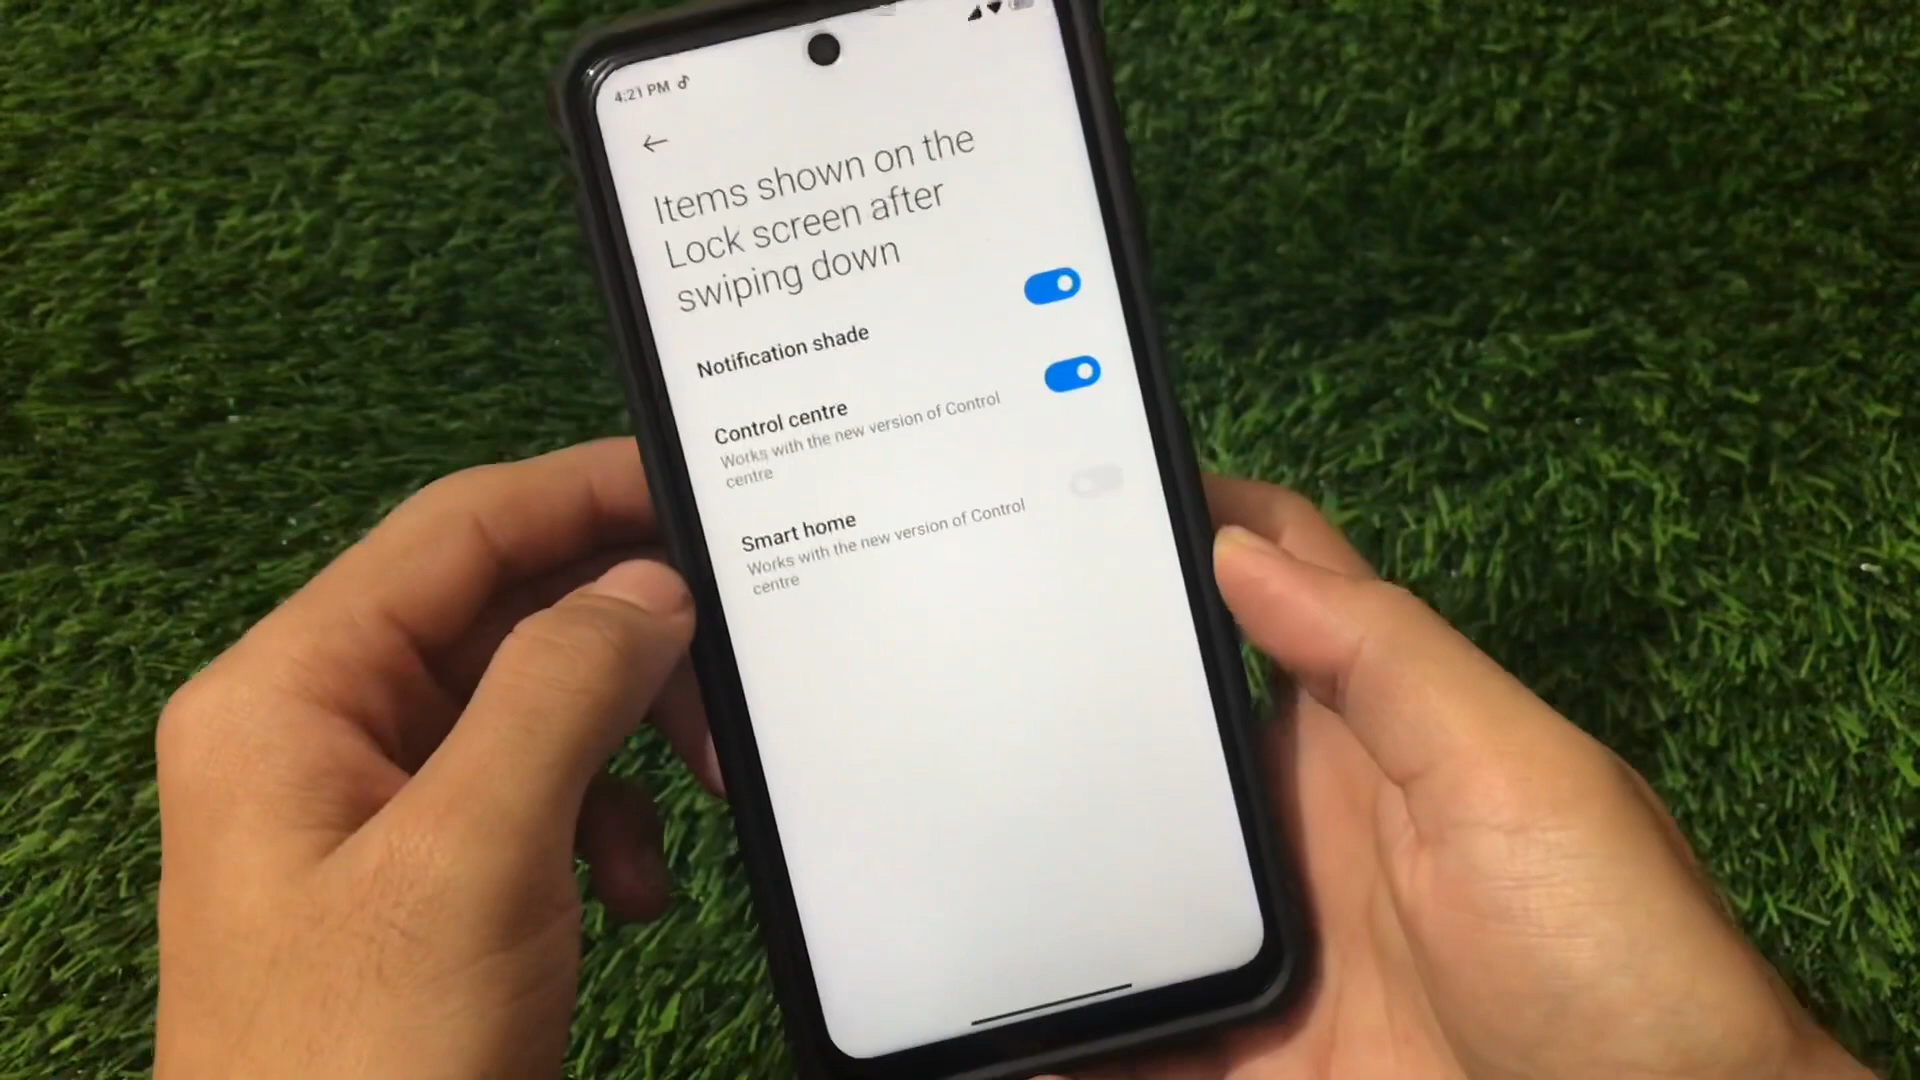 4:21 PM
Items shown on the
Lock screen after
swiping down
Notification shade
Control centre
Works with the new version of Control
centre
Smart home
Works with the new version of Control
centre